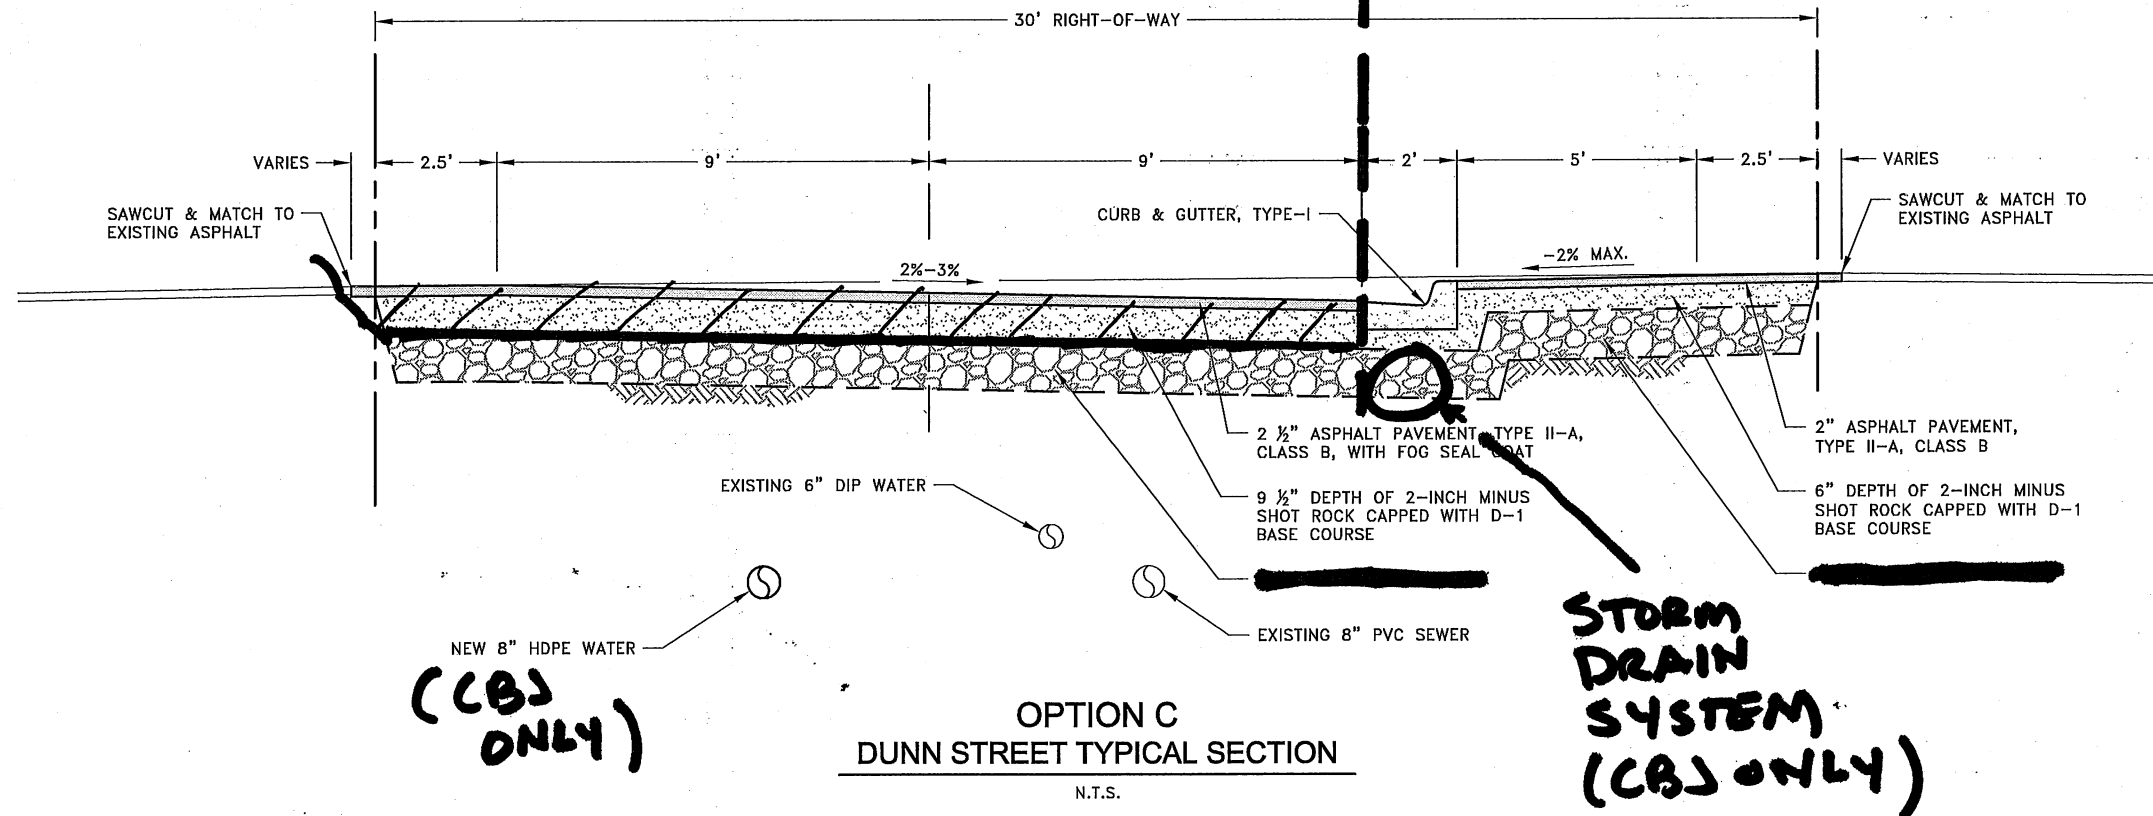 30' RIGHT-OF-WAY
VARIES
2.5'
9'
9'
2'
5'
2.5'
VARIES
SAWCUT & MATCH TO
EXISTING ASPHALT
CURB & GUTTER, TYPE-I
SAWCUT & MATCH TO
EXISTING ASPHALT
2%-3%
-2% MAX.
2 ½" ASPHALT PAVEMENT, TYPE II-A,
CLASS B, WITH FOG SEAL COAT
2" ASPHALT PAVEMENT,
TYPE II-A, CLASS B
EXISTING 6" DIP WATER
9 ½" DEPTH OF 2-INCH MINUS
SHOT ROCK CAPPED WITH D-1
BASE COURSE
6" DEPTH OF 2-INCH MINUS
SHOT ROCK CAPPED WITH D-1
BASE COURSE
NEW 8" HDPE WATER
(CBJ
ONLY)
EXISTING 8" PVC SEWER
STORM
DRAIN
SYSTEM
(CBJ ONLY)
OPTION C
DUNN STREET TYPICAL SECTION
N.T.S.